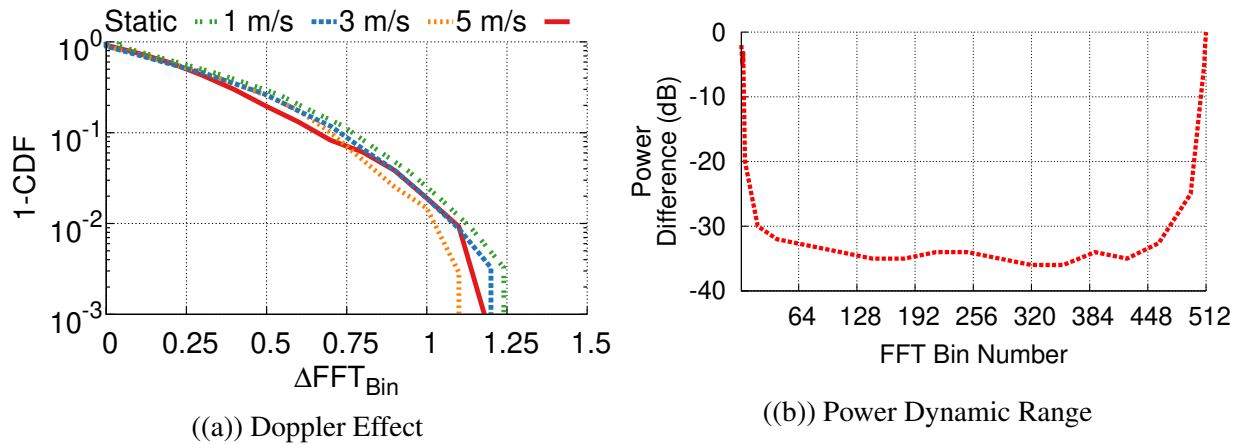 Static 1 m/s 3 m/s 5 m/s
1-CDF
10^0
10^-1
10^-2
10^-3
0 0.25 0.5 0.75 1 1.25 1.5
ΔFFT_Bin
((a)) Doppler Effect
Power
Difference (dB)
0
-10
-20
-30
-40
64 128 192 256 320 384 448 512
FFT Bin Number
((b)) Power Dynamic Range